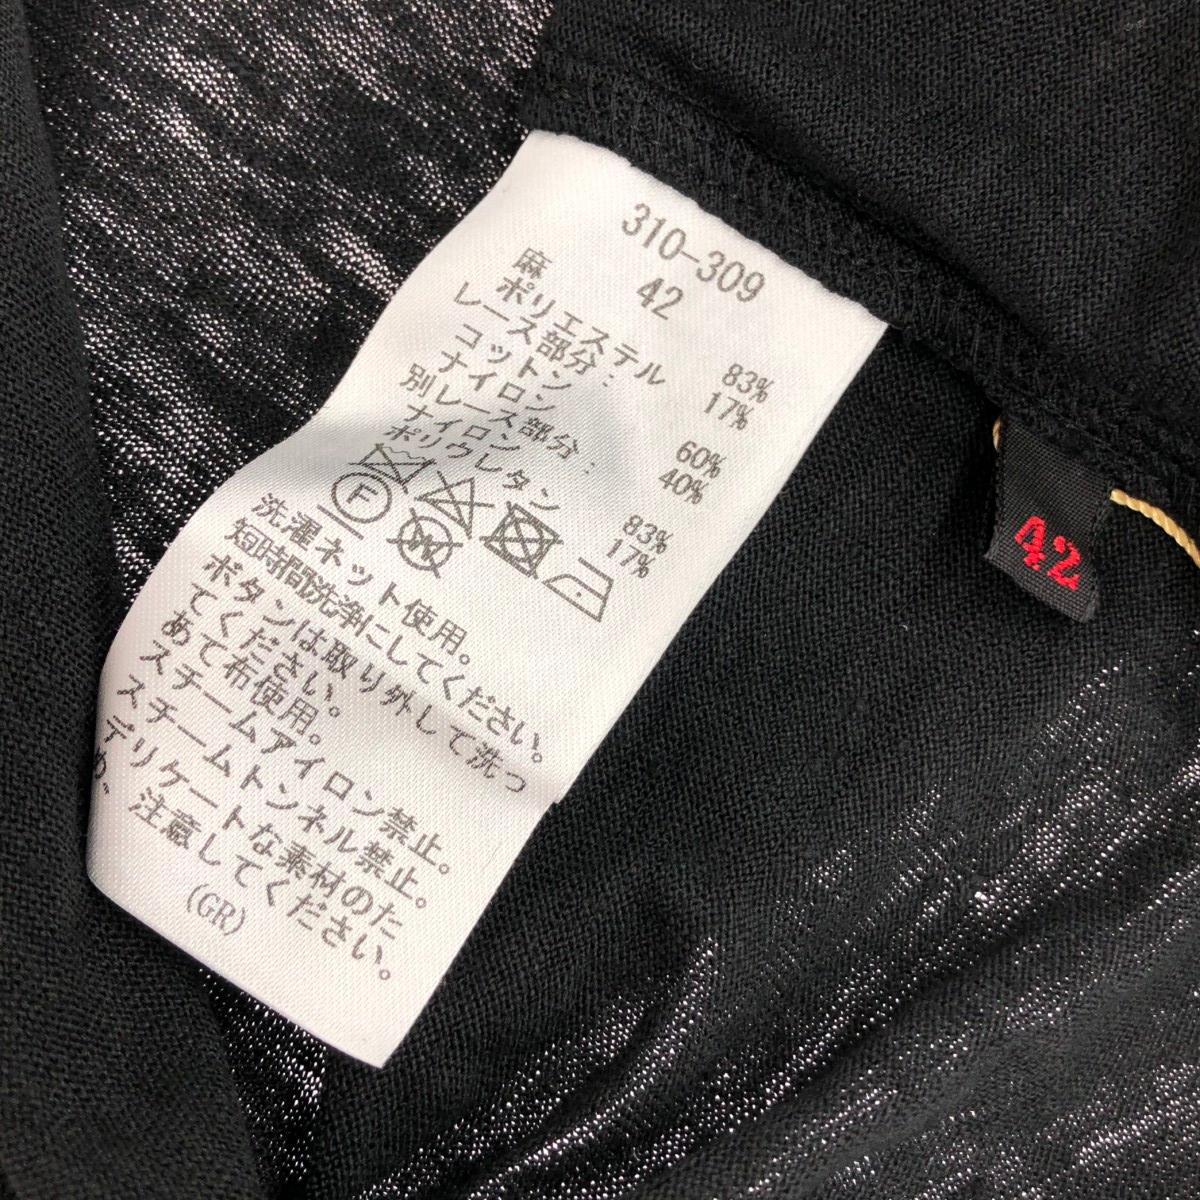 310-309
42
麻 83%
ポリエステル 17%
レース部分:
コットン 60%
ナイロン 40%
別レース部分:
ナイロン 83%
ポリウレタン 17%
F W
洗濯ネット使用。
短時間洗浄にしてください。
ボタンは取り外して洗っ
てください。
あて布使用。
スチームアイロン禁止。
スチームトンネル禁止。
デリケートな素材のた
め、
注意してください。
(GR)
42